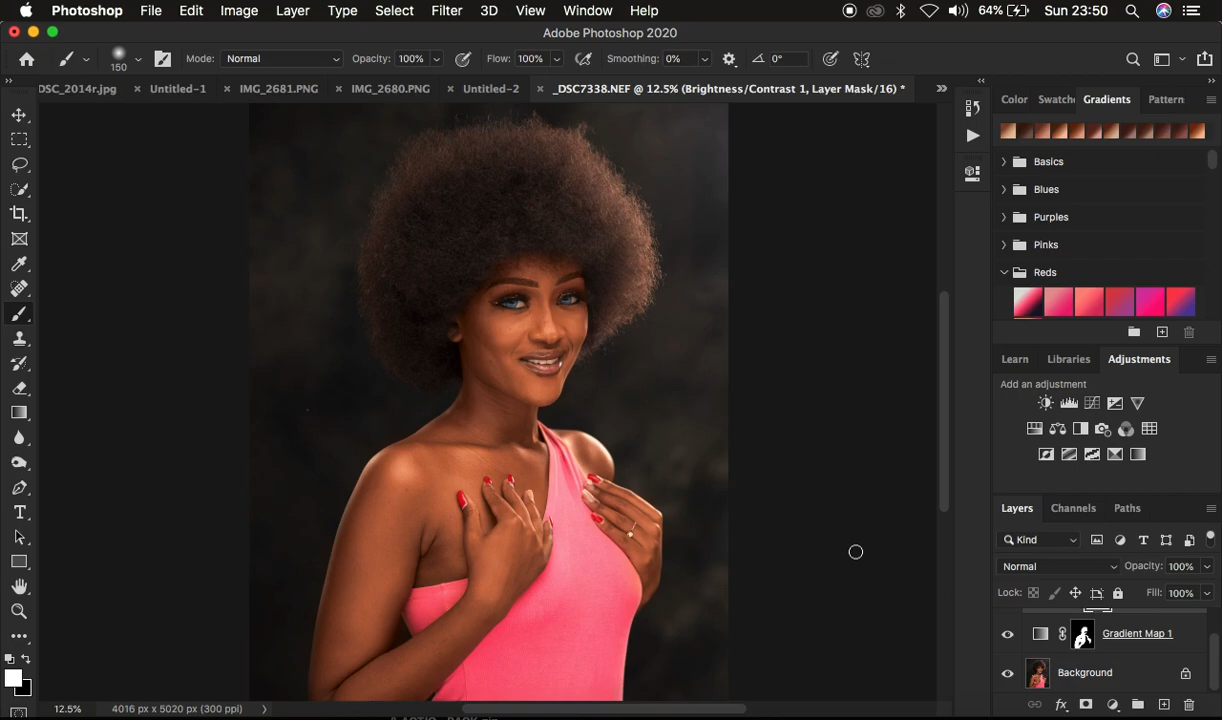 Photoshop File Edit Image Layer Type Select Filter 3D View Window Help 64% Sun 23:50
Adobe Photoshop 2020
150 Mode: Normal Opacity: 100% Flow: 100% Smoothing: 0% 0°
DSC_2014r.jpg × Untitled-1 × IMG_2681.PNG × IMG_2680.PNG × Untitled-2 × _DSC7338.NEF @ 12.5% (Brightness/Contrast 1, Layer Mask/16) *
Color Swatche Gradients Pattern
Basics
Blues
Purples
Pinks
Reds
Learn Libraries Adjustments
Add an adjustment
Layers Channels Paths
Kind
Normal Opacity: 100%
Lock: Fill: 100%
Gradient Map 1
Background
12.5% 4016 px x 5020 px (300 ppi)